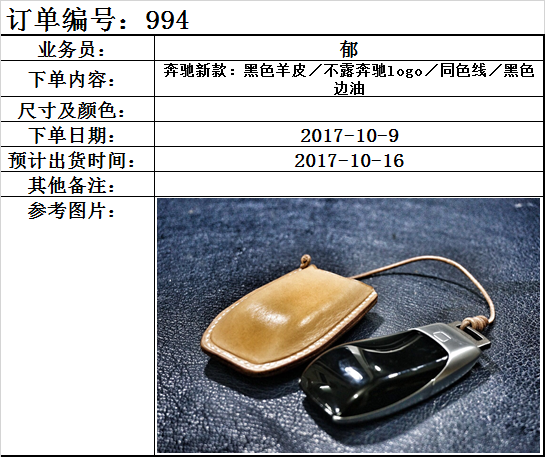 订单编号：994
业务员：
郁
下单内容：
奔驰新款：黑色羊皮／不露奔驰logo／同色线／黑色
边油
尺寸及颜色：
下单日期：
2017-10-9
预计出货时间：
2017-10-16
其他备注：
参考图片：